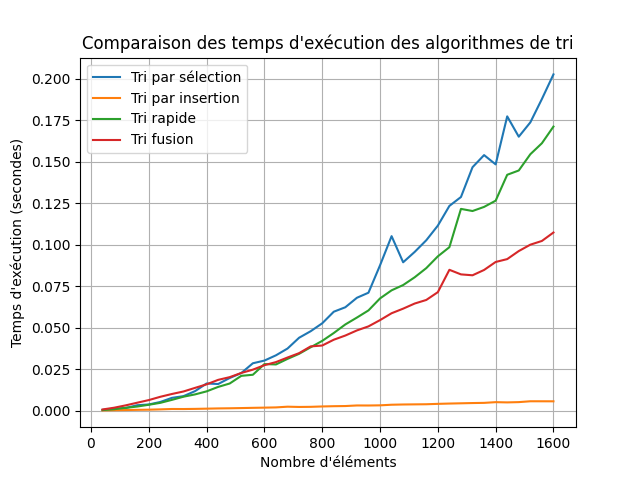 Comparaison des temps d'exécution des algorithmes de tri
Tri par sélection
Tri par insertion
Tri rapide
Tri fusion
Temps d'exécution (secondes)
0.200
0.175
0.150
0.125
0.100
0.075
0.050
0.025
0.000
0 200 400 600 800 1000 1200 1400 1600
Nombre d'éléments